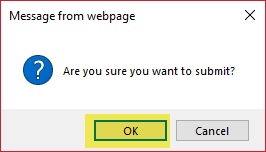 Message from webpage
Are you sure you want to submit?
OK Cancel